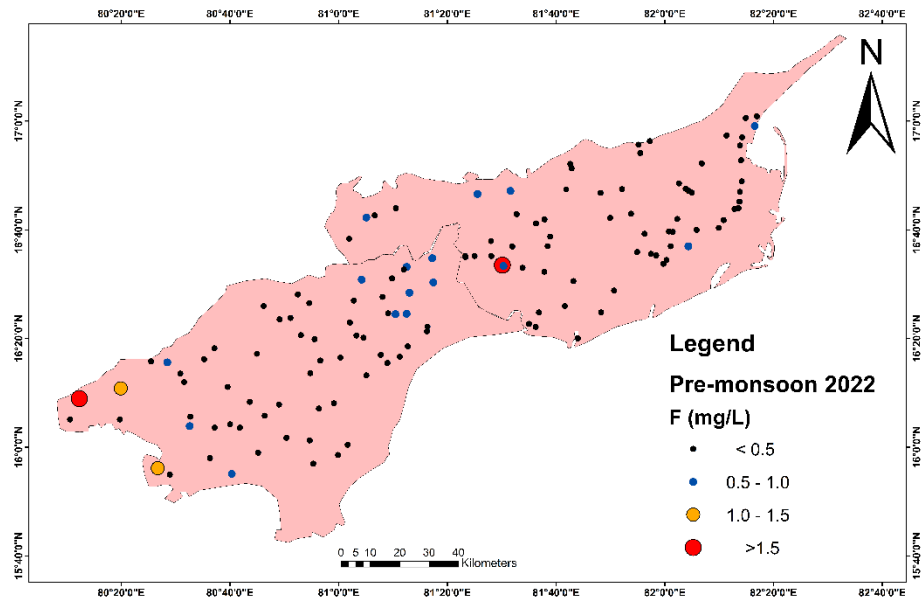 80°20'0"E 80°40'0"E 81°0'0"E 81°20'0"E 81°40'0"E 82°0'0"E 82°20'0"E 82°40'0"E
N
17°0'0"N 17°0'0"N
16°40'0"N 16°40'0"N
16°20'0"N 16°20'0"N
Legend
Pre-monsoon 2022
F (mg/L)
< 0.5
16°0'0"N 16°0'0"N
0.5 - 1.0
1.0 - 1.5
>1.5
15°40'0"N 15°40'0"N
0 5 10 20 30 40
Kilometers
80°20'0"E 80°40'0"E 81°0'0"E 81°20'0"E 81°40'0"E 82°0'0"E 82°20'0"E 82°40'0"E